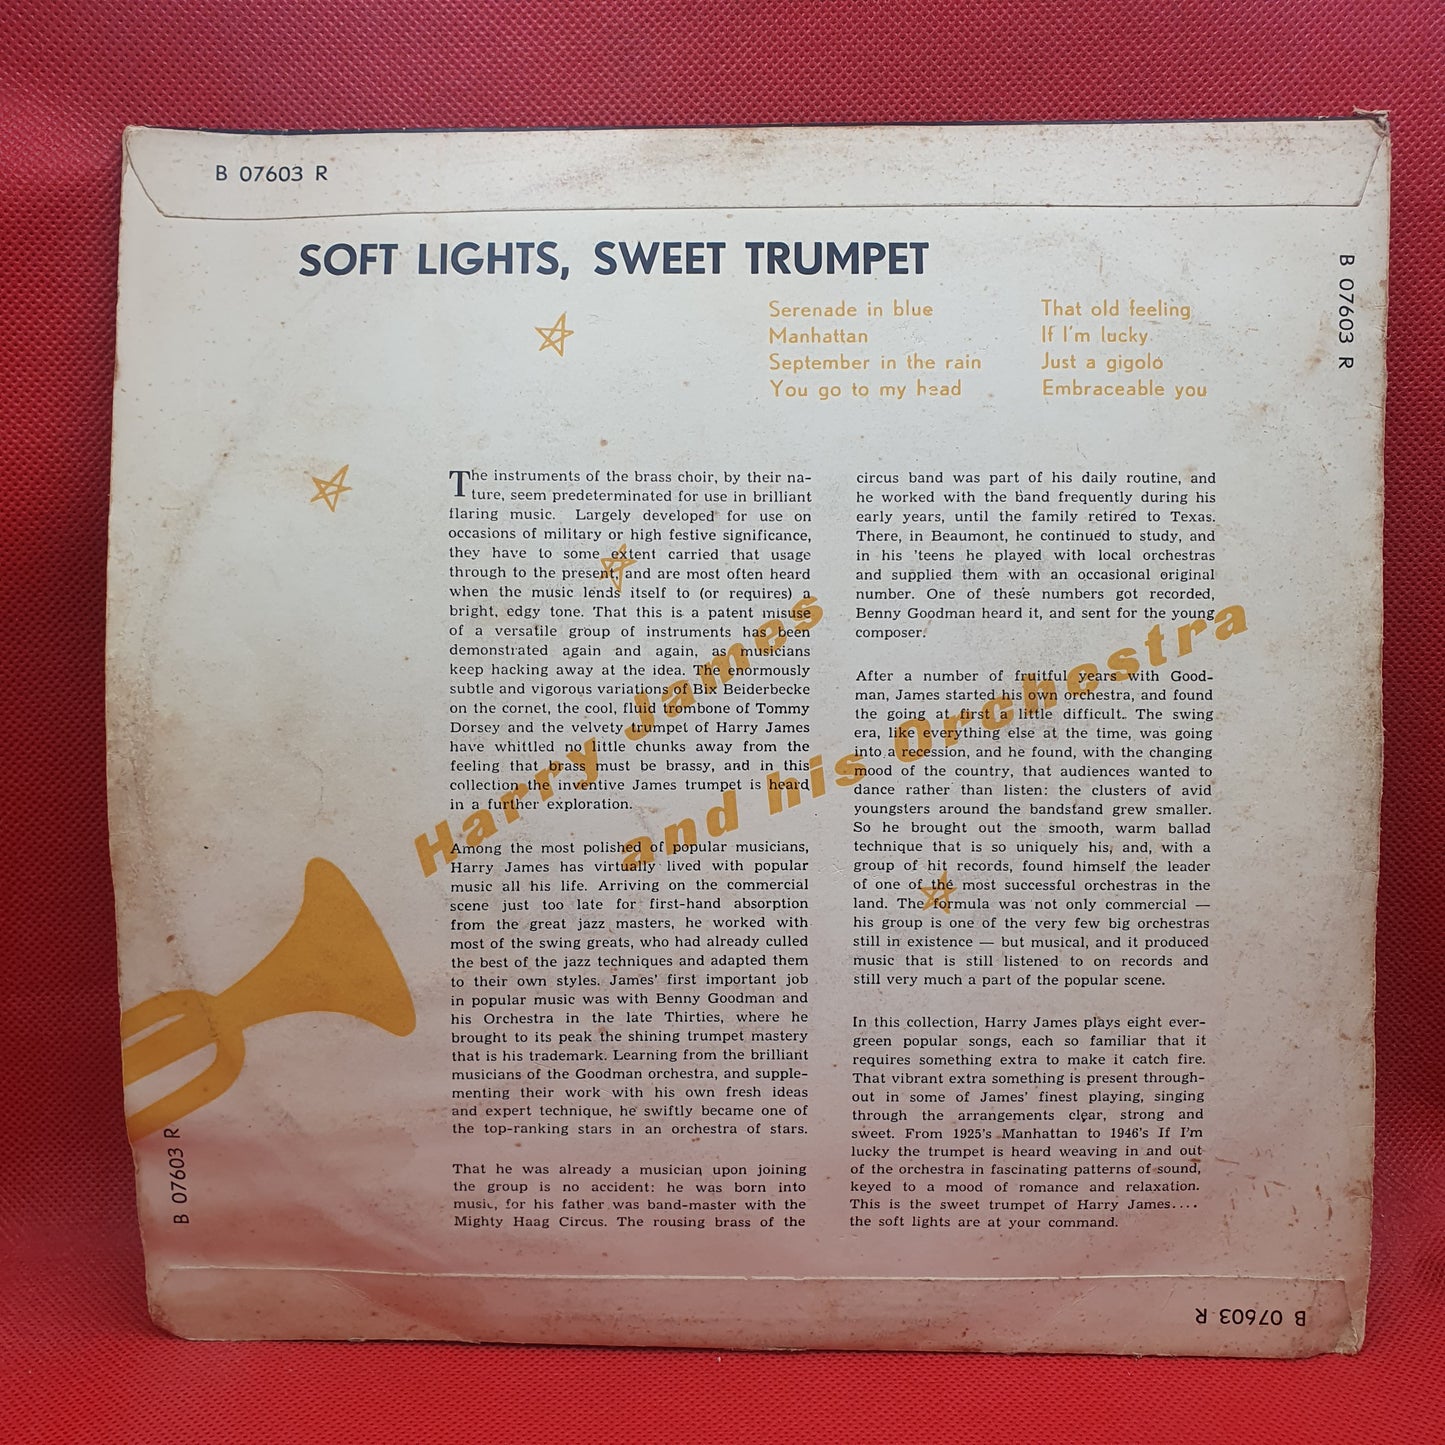 B 07603 R
SOFT LIGHTS, SWEET TRUMPET
Serenade in blue
Manhattan
September in the rain
You go to my head
That old feeling
If I'm lucky
Just a gigolo
Embraceable you
B 07603 R
The instruments of the brass choir, by their na-
ture, seem predeterminated for use in brilliant
flaring music. Largely developed for use on
occasions of military or high festive significance,
they have to some extent carried that usage
through to the present, and are most often heard
when the music lends itself to (or requires) a
bright, edgy tone. That this is a patent misuse
of a versatile group of instruments has been
demonstrated again and again, as musicians
keep hacking away at the idea. The enormously
subtle and vigorous variations of Bix Beiderbecke
on the cornet, the cool, fluid trombone of Tommy
Dorsey and the velvety trumpet of Harry James
have whittled no little chunks away from the
feeling that brass must be brassy, and in this
collection the inventive James trumpet is heard
in a further exploration.
Among the most polished of popular musicians,
Harry James has virtually lived with popular
music all his life. Arriving on the commercial
scene just too late for first-hand absorption
from the great jazz masters, he worked with
most of the swing greats, who had already culled
the best of the jazz techniques and adapted them
to their own styles. James' first important job
in popular music was with Benny Goodman and
his Orchestra in the late Thirties, where he
brought to its peak the shining trumpet mastery
that is his trademark. Learning from the brilliant
musicians of the Goodman orchestra, and supple-
menting their work with his own fresh ideas
and expert technique, he swiftly became one of
the top-ranking stars in an orchestra of stars.
That he was already a musician upon joining
the group is no accident: he was born into
music, for his father was band-master with the
Mighty Haag Circus. The rousing brass of the
circus band was part of his daily routine, and
he worked with the band frequently during his
early years, until the family retired to Texas.
There, in Beaumont, he continued to study, and
in his 'teens he played with local orchestras
and supplied them with an occasional original
number. One of these numbers got recorded,
Benny Goodman heard it, and sent for the young
composer.
After a number of fruitful years with Good-
man, James started his own orchestra, and found
the going at first a little difficult. The swing
era, like everything else at the time, was going
into a recession, and he found, with the changing
mood of the country, that audiences wanted to
dance rather than listen: the clusters of avid
youngsters around the bandstand grew smaller.
So he brought out the smooth, warm ballad
technique that is so uniquely his, and, with a
group of hit records, found himself the leader
of one of the most successful orchestras in the
land. The formula was not only commercial —
his group is one of the very few big orchestras
still in existence — but musical, and it produced
music that is still listened to on records and
still very much a part of the popular scene.
In this collection, Harry James plays eight ever-
green popular songs, each so familiar that it
requires something extra to make it catch fire.
That vibrant extra something is present through-
out in some of James' finest playing, singing
through the arrangements clear, strong and
sweet. From 1925's Manhattan to 1946's If I'm
lucky the trumpet is heard weaving in and out
of the orchestra in fascinating patterns of sound,
keyed to a mood of romance and relaxation.
This is the sweet trumpet of Harry James....
the soft lights are at your command.
Harry James
and his Orchestra
B 07603 R
B 07603 R